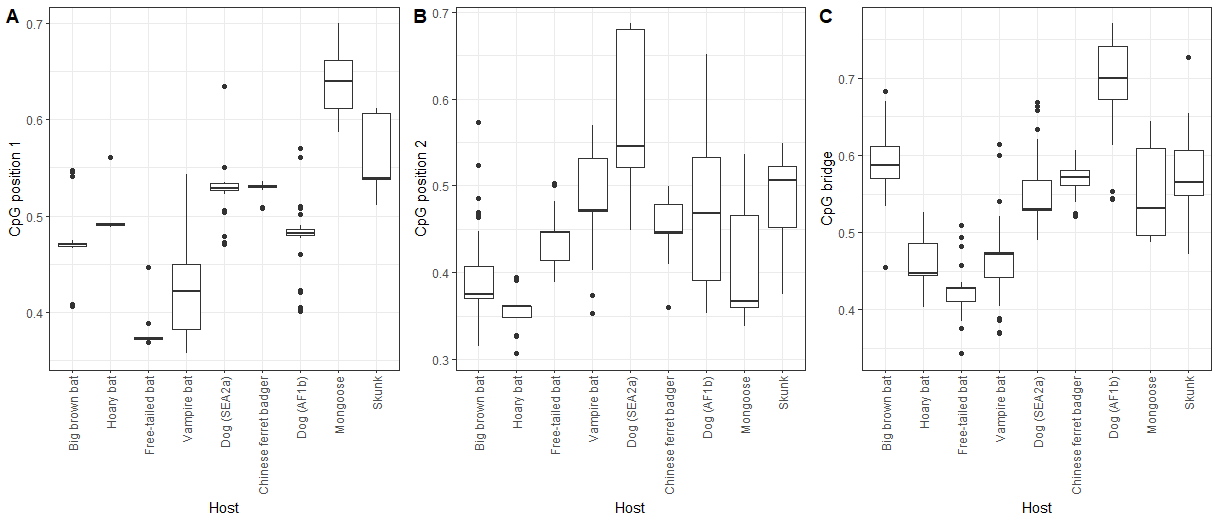 A
CpG position 1
0.7
0.6
0.5
0.4
Big brown bat
Hoary bat
Free-tailed bat
Vampire bat
Dog (SEA2a)
Chinese ferret badger
Dog (AF1b)
Mongoose
Skunk
Host
B
CpG position 2
0.7
0.6
0.5
0.4
0.3
Big brown bat
Hoary bat
Free-tailed bat
Vampire bat
Dog (SEA2a)
Chinese ferret badger
Dog (AF1b)
Mongoose
Skunk
Host
C
CpG bridge
0.7
0.6
0.5
0.4
Big brown bat
Hoary bat
Free-tailed bat
Vampire bat
Dog (SEA2a)
Chinese ferret badger
Dog (AF1b)
Mongoose
Skunk
Host